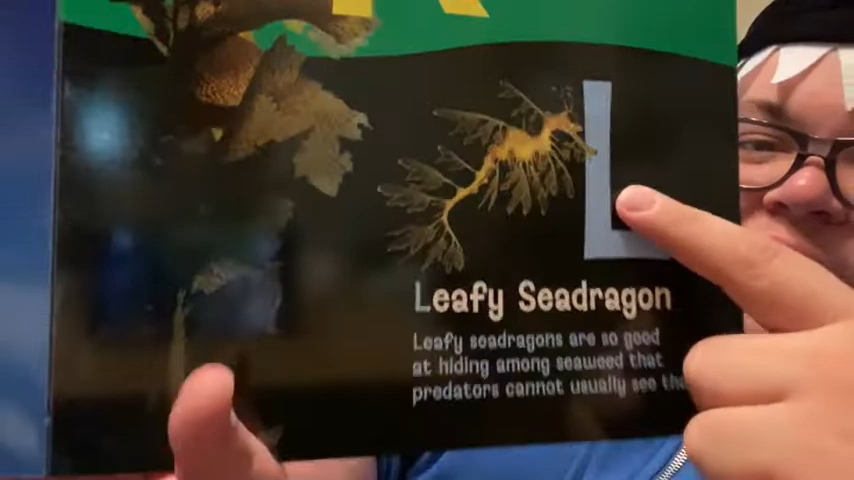 L
Leafy Seadragon
Leafy seadragons are so good
at hiding among seaweed that
predators cannot usually see